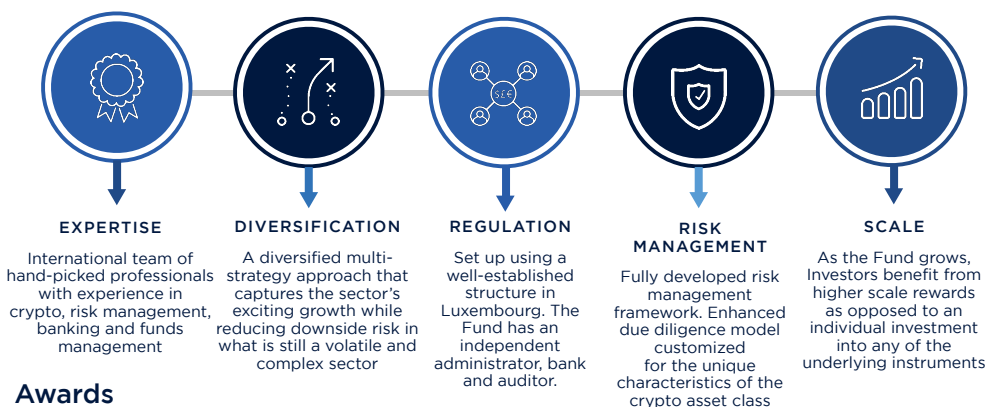 S£€
EXPERTISE
International team of
hand-picked professionals
with experience in
crypto, risk management,
banking and funds
management
DIVERSIFICATION
A diversified multi-
strategy approach that
captures the sector's
exciting growth while
reducing downside risk in
what is still a volatile and
complex sector
REGULATION
Set up using a
well-established
structure in
Luxembourg. The
Fund has an
independent
administrator, bank
and auditor.
RISK
MANAGEMENT
Fully developed risk
management
framework. Enhanced
due diligence model
customized
for the unique
characteristics of the
crypto asset class
SCALE
As the Fund grows,
Investors benefit from
higher scale rewards
as opposed to an
individual investment
into any of the
underlying instruments
Awards